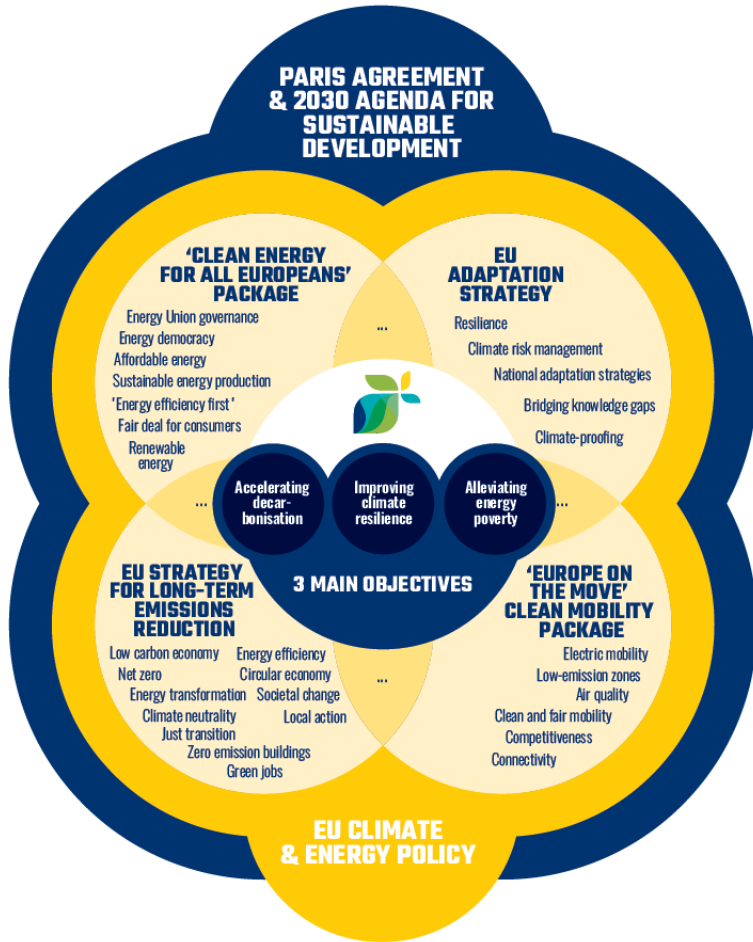 PARIS AGREEMENT
& 2030 AGENDA FOR
SUSTAINABLE
DEVELOPMENT
‘CLEAN ENERGY
FOR ALL EUROPEANS’
PACKAGE
Energy Union governance
Energy democracy
Affordable energy
Sustainable energy production
'Energy efficiency first'
Fair deal for consumers
Renewable
energy
...
EU
ADAPTATION
STRATEGY
Resilience
Climate risk management
National adaptation strategies
Bridging knowledge gaps
Climate-proofing
...
Accelerating
decar-
bonisation
Improving
climate
resilience
Alleviating
energy
poverty
...
3 MAIN OBJECTIVES
EU STRATEGY
FOR LONG-TERM
EMISSIONS
REDUCTION
Low carbon economy
Energy efficiency
Net zero
Circular economy
Energy transformation
Societal change
Climate neutrality
Local action
Just transition
Zero emission buildings
Green jobs
...
‘EUROPE ON
THE MOVE’
CLEAN MOBILITY
PACKAGE
Electric mobility
Low-emission zones
Air quality
Clean and fair mobility
Competitiveness
Connectivity
EU CLIMATE
& ENERGY POLICY